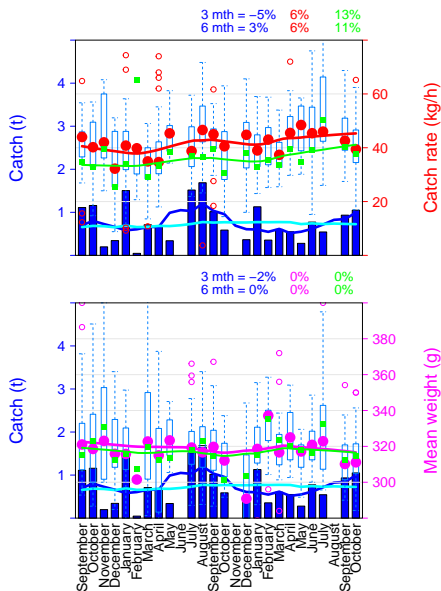 3 mth = −5% 6% 13%
6 mth = 3% 6% 11%
5
4
3
2
1
Catch (t)
60
40
20
Catch rate (kg/h)
3 mth = −2% 0% 0%
6 mth = 0% 0% 0%
4
3
2
1
Catch (t)
380
360
340
320
300
Mean weight (g)
September
October
November
December
January
February
March
April
May
June
July
August
September
October
November
December
January
February
March
April
May
June
July
September
October